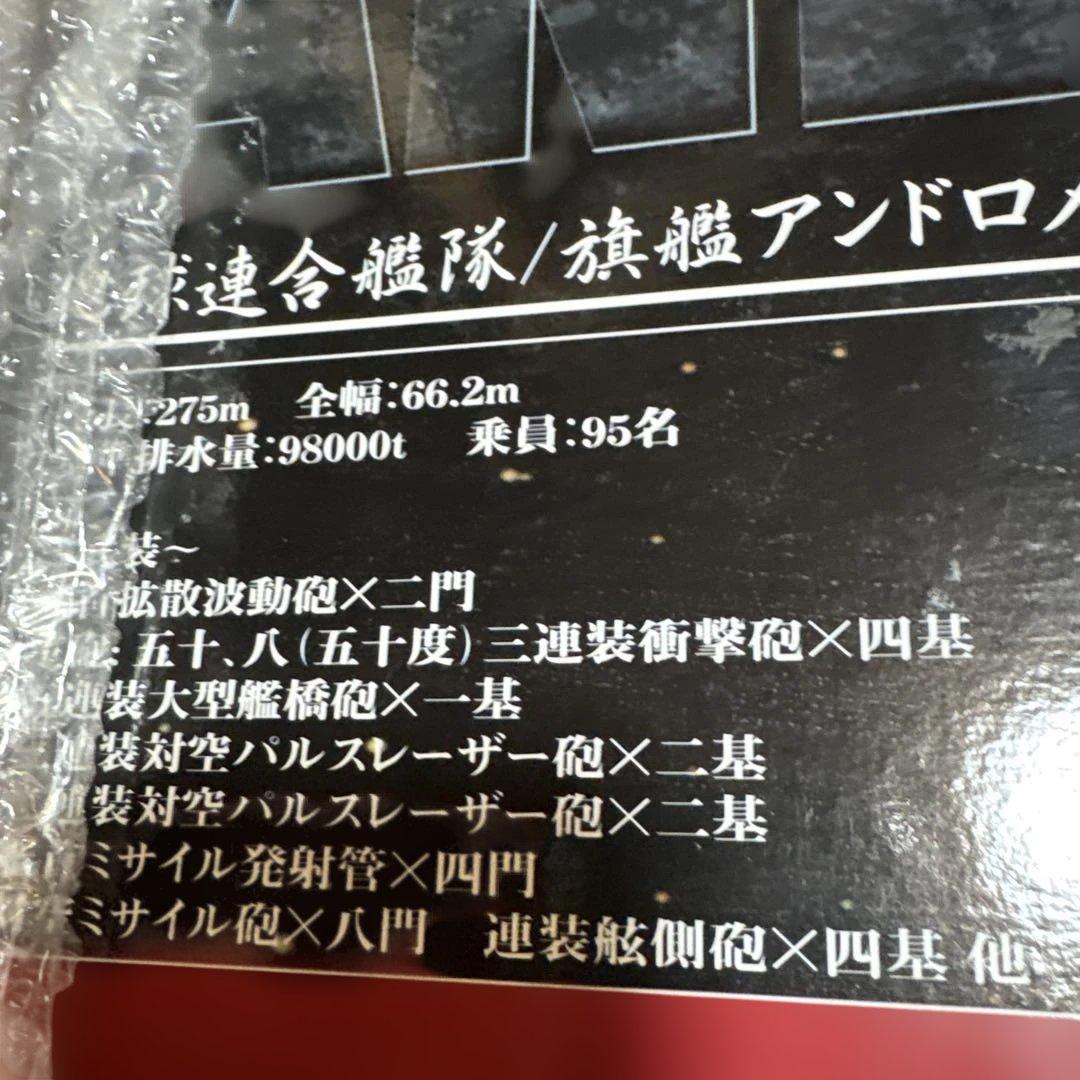 球連合艦隊/旗艦アンドロメ
275m 全幅:66.2m
排水量:98000t 乗員:95名
装～
拡散波動砲×二門
五十、八(五十度)三連装衝撃砲×四基
連装大型艦橋砲×一基
連装対空パルスレーザー砲×二基
連装対空パルスレーザー砲×二基
ミサイル発射管×四門
ミサイル砲×八門 連装舷側砲×四基 他